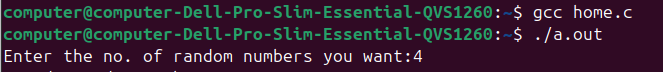 computer@computer-Dell-Pro-Slim-Essential-QVS1260:~$ gcc home.c
computer@computer-Dell-Pro-Slim-Essential-QVS1260:~$ ./a.out
Enter the no. of random numbers you want:4